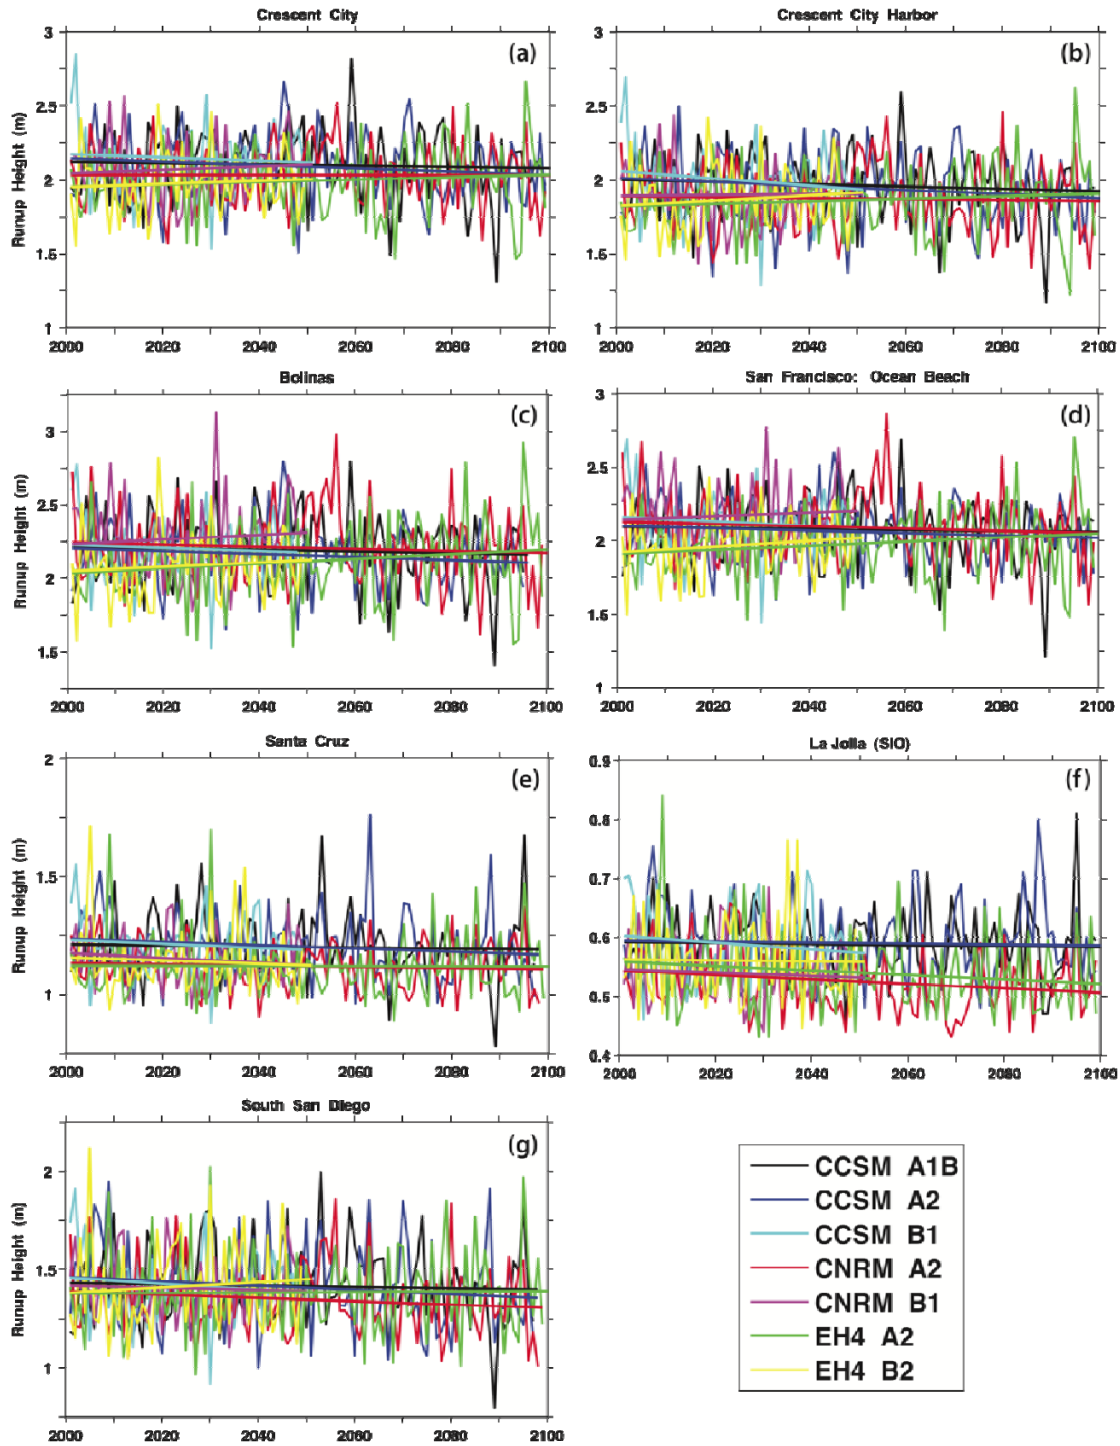 Crescent City
(a)
3
2.5
2
1.5
1
Runup Height (m)
2000 2020 2040 2060 2080 2100
Crescent City Harbor
(b)
3
2.5
2
1.5
1
2000 2020 2040 2060 2080 2100
Bolinas
(c)
3
2.5
2
1.5
Runup Height (m)
2000 2020 2040 2060 2080 2100
San Francisco: Ocean Beach
(d)
3
2.5
2
1.5
1
2000 2020 2040 2060 2080 2100
Santa Cruz
(e)
2
1.5
1
Runup Height (m)
2000 2020 2040 2060 2080 2100
La Jolla (SIO)
(f)
0.9
0.8
0.7
0.6
0.5
0.4
2000 2020 2040 2060 2080 2100
South San Diego
(g)
2
1.5
1
Runup Height (m)
2000 2020 2040 2060 2080 2100
CCSM A1B
CCSM A2
CCSM B1
CNRM A2
CNRM B1
EH4 A2
EH4 B2